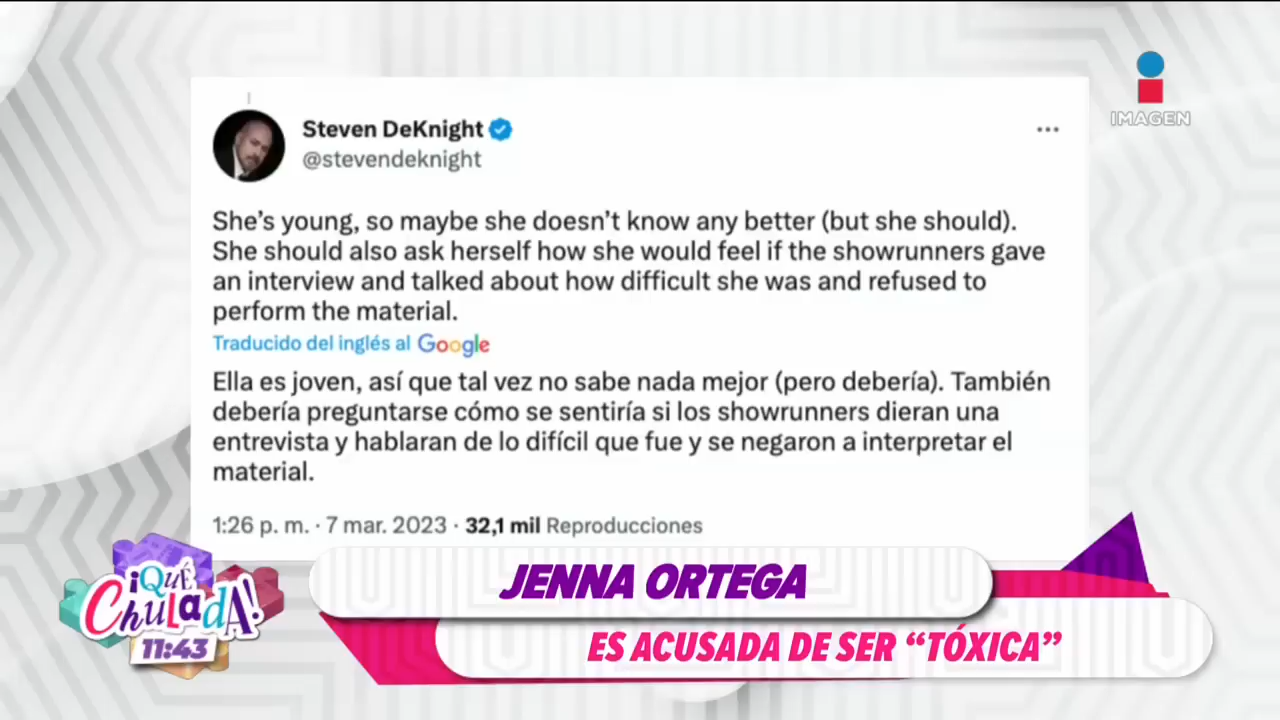 Steven DeKnight
@stevendeknight
IMAGEN
She's young, so maybe she doesn't know any better (but she should).
She should also ask herself how she would feel if the showrunners gave
an interview and talked about how difficult she was and refused to
perform the material.
Traducido del inglés al Google
Ella es joven, así que tal vez no sabe nada mejor (pero debería). También
debería preguntarse cómo se sentiría si los showrunners dieran una
entrevista y hablaran de lo difícil que fue y se negaron a interpretar el
material.
1:26 p. m. · 7 mar. 2023 · 32,1 mil Reproducciones
¡QUÉ
CHULADA!
11:43
JENNA ORTEGA
ES ACUSADA DE SER “TÓXICA”